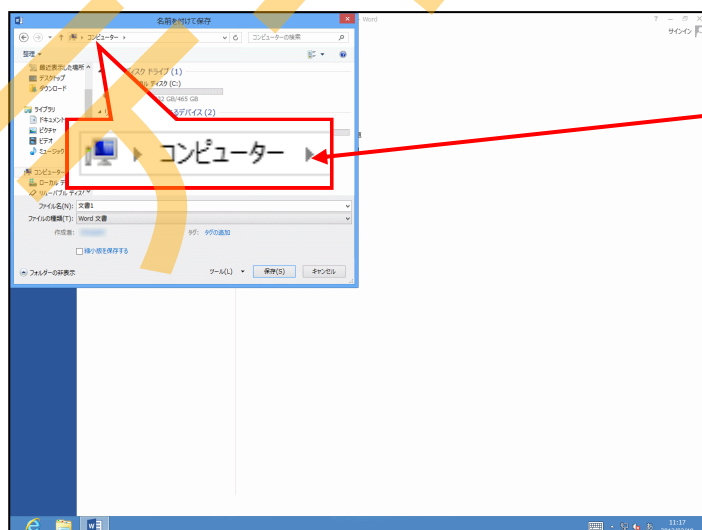 名前を付けて保存
Word
サインイン
コンピューター
コンピューターの検索
整理
最近表示した場所
デスクトップ
ダウンロード
ライブラリ
ドキュメント
ピクチャ
ビデオ
ミュージック
コンピューター
ディスク ドライブ (1)
ディスク (C:)
GB/465 GB
デバイス (2)
コンピューター
ファイル名(N): 文書1
ファイルの種類(T): Word 文書
作成者:
タグ: タグの追加
縮小版を保存する
フォルダーの非表示
ツール(L)
保存(S)
キャンセル
11:17